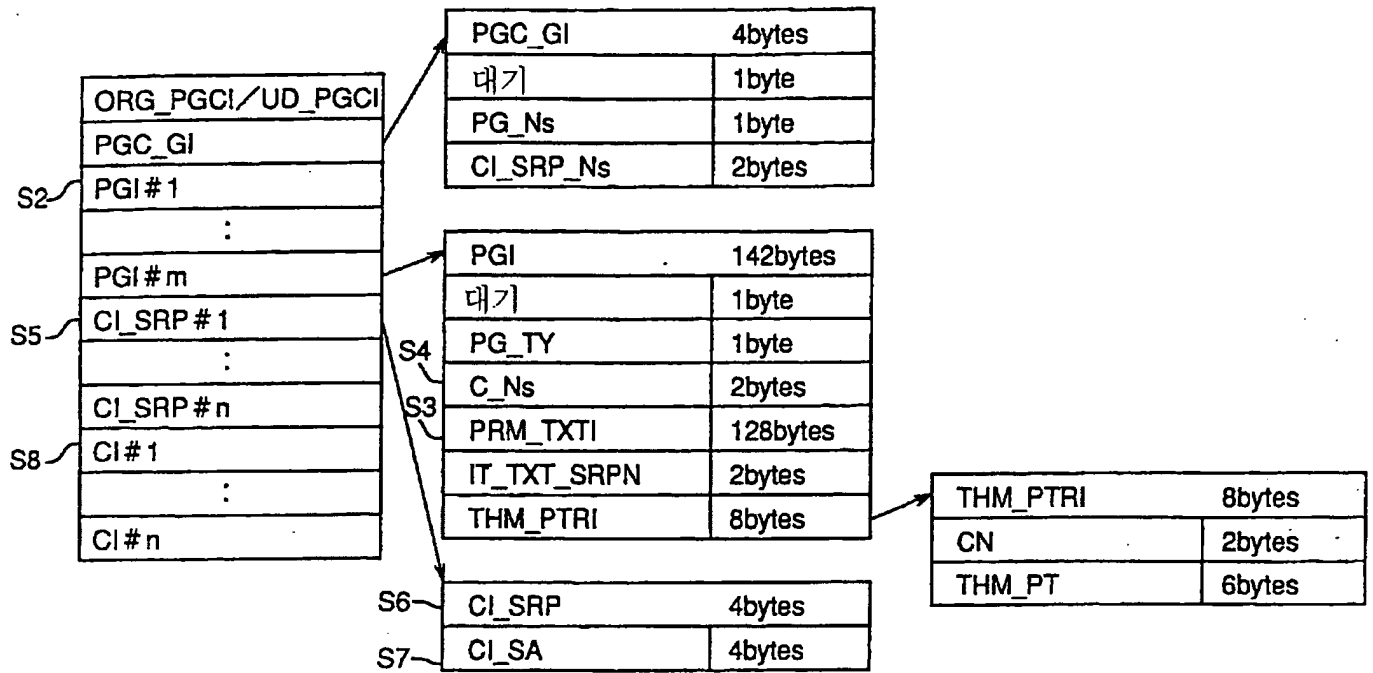 ORG_PGCI/UD_PGCI
PGC_GI
S2
PGI#1
:
PGI#m
S5
CI_SRP#1
:
CI_SRP#n
S8
CI#1
:
CI#n
PGC_GI 4bytes
대기 1byte
PG_Ns 1byte
CI_SRP_Ns 2bytes
PGI 142bytes
대기 1byte
PG_TY 1byte
S4
C_Ns 2bytes
S3
PRM_TXTI 128bytes
IT_TXT_SRPN 2bytes
THM_PTRI 8bytes
S6
CI_SRP 4bytes
S7
CI_SA 4bytes
THM_PTRI 8bytes
CN 2bytes
THM_PT 6bytes